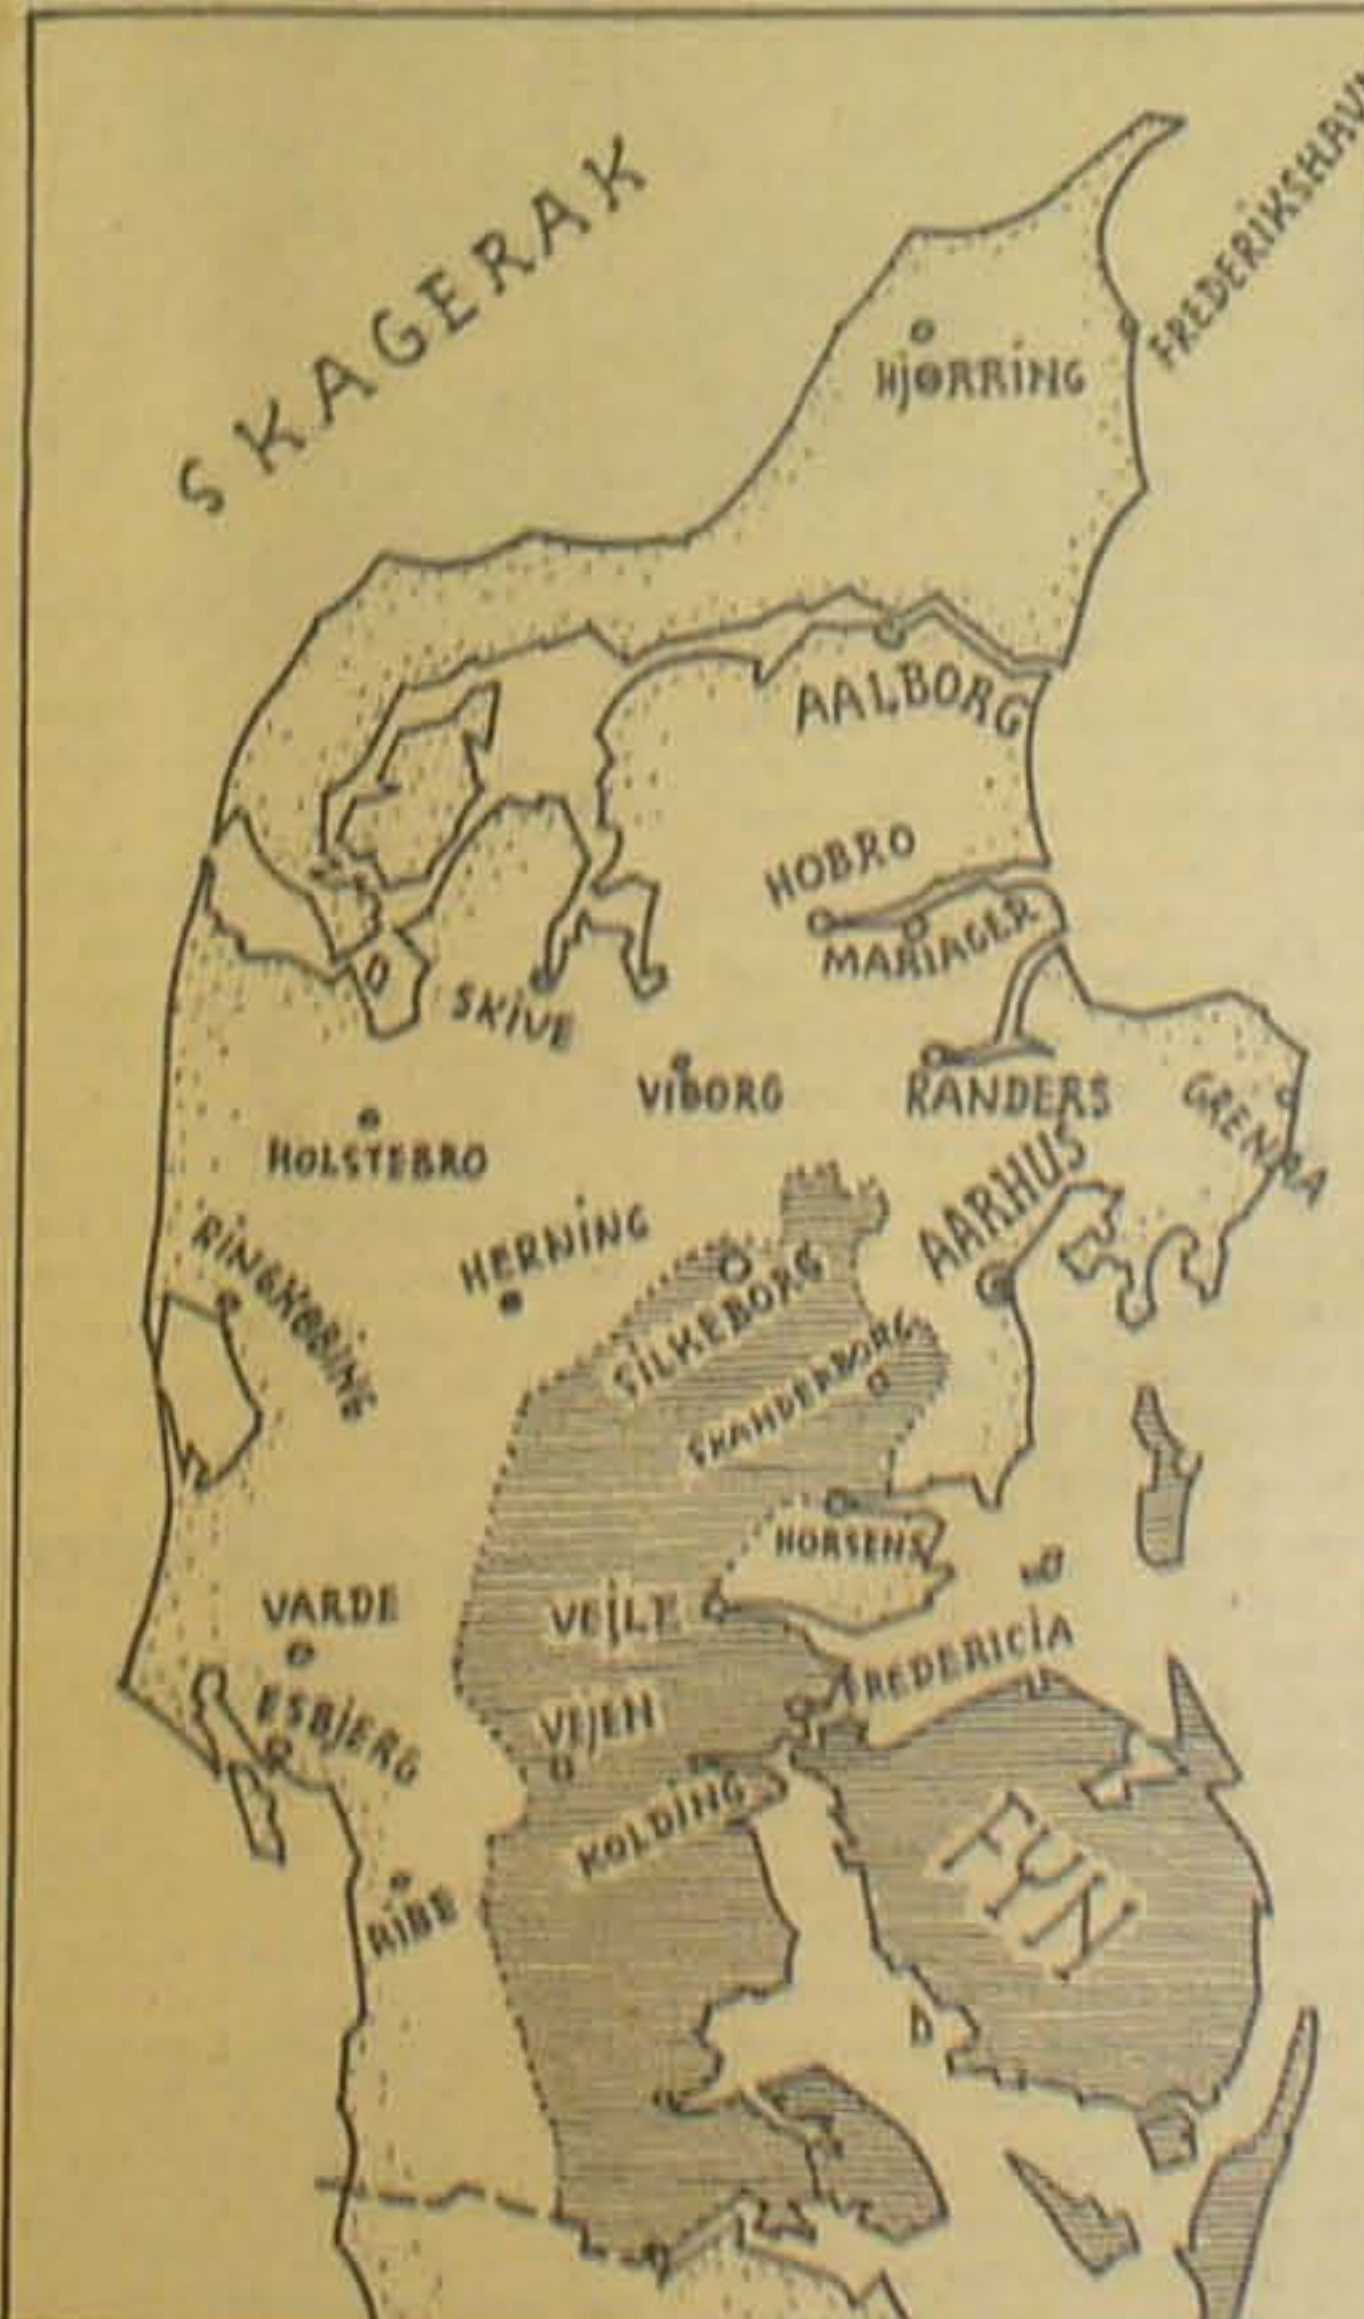 SKAGERAK
FREDERIKSHAVN
HJØRRING
AALBORG
HOBRO
MARIAGER
SKIVE
VIBORG
RANDERS
GRENAA
HOLSTEBRO
AARHUS
RINGKØBING
HERNING
SILKEBORG
SKANDERBORG
HORSENS
VARDE
VEJLE
FREDERICIA
ESBJERG
VEJEN
KOLDING
FYN
RIBE